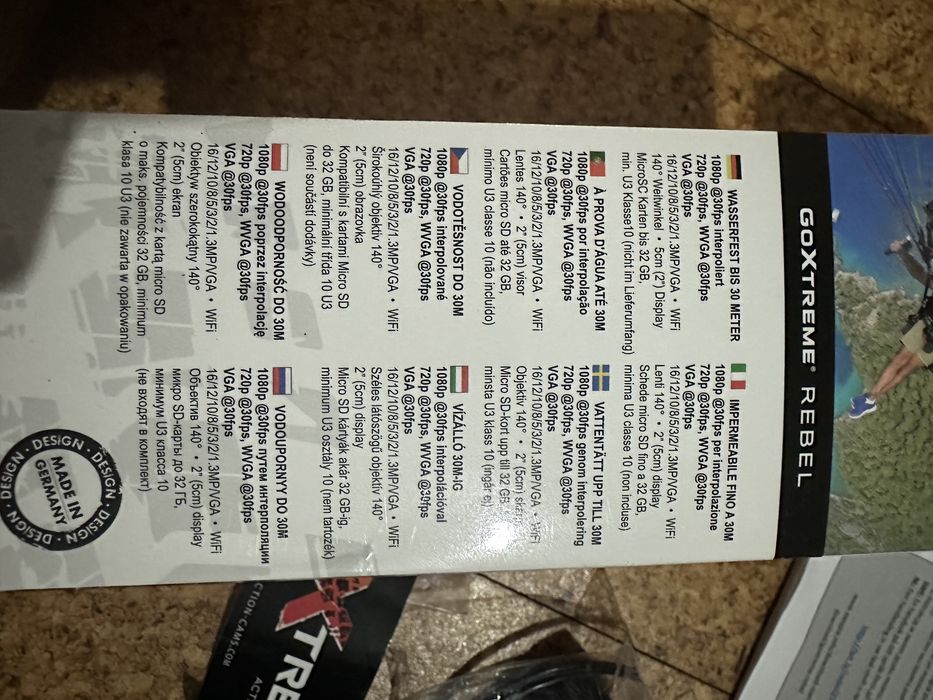 GOXTREME® REBEL
WASSERFEST BIS 30 METER
1080p @30fps interpoliert
720p @30fps, WVGA @30fps
VGA @30fps
16/12/10/8/5/3/2/1.3MP/VGA • WiFi
140° Weitwinkel • 5cm (2") Display
MicroSC Karten bis 32 GB,
min. U3 Klasse10 (nicht im Lieferumfang)
IMPERMEABILE FINO A 30M
1080p @30fps per interpolazione
720p @30fps, WVGA @30fps
VGA @30fps
16/12/10/8/5/3/2/1.3MP/VGA • WiFi
Lenti 140° • 2" (5cm) display
Schede micro SD fino a 32 GB,
minima U3 classe 10 (non incluse)
À PROVA D'ÁGUA ATÉ 30M
1080p @30fps por interpolação
720p @30fps, WVGA @30fps
VGA @30fps
16/12/10/8/5/3/2/1.3MP/VGA • WiFi
Lentes 140° • 2" (5cm) visor
Cartões micro SD até 32 GB,
mínimo U3 classe 10 (não incluído)
VATTENTÄTT UPP TILL 30M
1080p @30fps genom interpolering
720p @30fps, WVGA @30fps
VGA @30fps
16/12/10/8/5/3/2/1.3MP/VGA • WiFi
Objektiv 140° • 2" (5cm)
Micro SD-kort upp till 32 GB
minsta U3 klass 10 (ingår ej)
VODOTĚSNOST DO 30M
1080p @30fps interpolované
720p @30fps, WVGA @30fps
VGA @30fps
16/12/10/8/5/3/2/1.3MP/VGA • WiFi
Širokoúhlý objektiv 140°
2" (5cm) obrazovka
Kompatibilní s kartami Micro SD
do 32 GB, minimální třída 10 U3
(není součástí dodávky)
VÍZÁLLÓ 30M-IG
1080p @30fps interpolációval
720p @30fps, WVGA @30fps
VGA @30fps
16/12/10/8/5/3/2/1.3MP/VGA • WiFi
Széles látószögű objektív 140°
2" (5cm) display
Micro SD kártyák akár 32 GB-ig,
minimum U3 osztály 10 (nem tartozék)
WODOODPORNOŚĆ DO 30M
1080p @30fps poprzez interpolację
720p @30fps, WVGA @30fps
VGA @30fps
16/12/10/8/5/3/2/1.3MP/VGA • WiFi
Obiektyw szerokokątny 140°
2" (5cm) ekran
Kompatybilność z kartą micro SD
o maks. pojemności 32 GB, minimum
klasa 10 U3 (nie zawarta w opakowaniu)
VODOUPORNYY DO 30M
1080p @30fps путем интерполяции
720p @30fps, WVGA @30fps
VGA @30fps
16/12/10/8/5/3/2/1.3MP/VGA • WiFi
Объектив 140° • 2" (5cm) display
микро SD-карты до 32 Гб,
минимум U3 класса 10
(не входят в комплект)
DESiGN • DESiGN • DESiGN • DESiGN •
MADE IN
GERMANY
XTRE
ACT
CTION-CAMS.COM